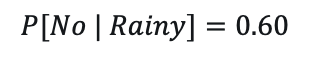 P[No | Rainy] = 0.60